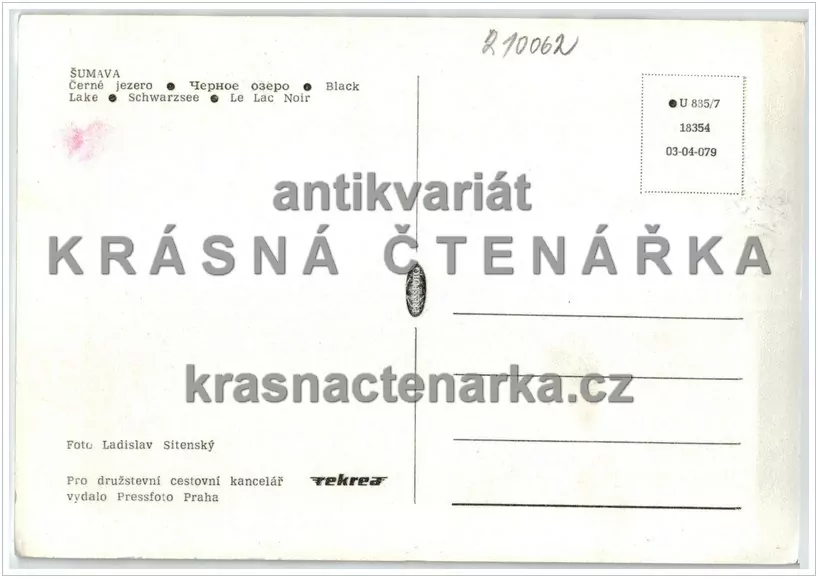 210062
ŠUMAVA
Černé jezero ● Черное озеро ● Black
Lake ● Schwarzsee ● Le Lac Noir
● U 835/7
18354
03-04-079
antikvariát
KRÁSNÁ ČTENÁŘKA
krasnactenarka.cz
Foto Ladislav Sitenský
Pro družstevní cestovní kancelář rekrea
vydalo Pressfoto Praha